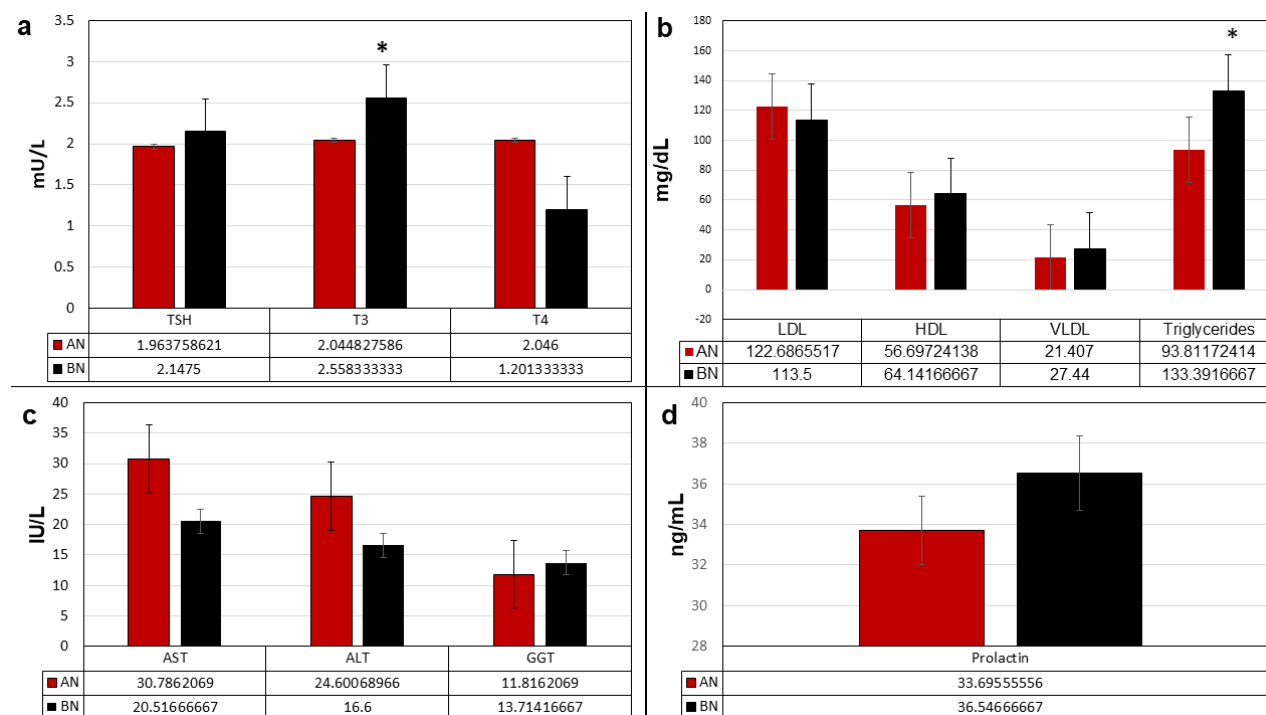 a
3.5
3
2.5
2
1.5
1
0.5
0
mU/L
*
TSH T3 T4
AN 1.963758621 2.044827586 2.046
BN 2.1475 2.558333333 1.201333333
b
180
160
140
120
100
80
60
40
20
0
-20
mg/dL
*
LDL HDL VLDL Triglycerides
AN 122.6865517 56.69724138 21.407 93.81172414
BN 113.5 64.14166667 27.44 133.3916667
c
40
35
30
25
20
15
10
5
0
IU/L
AST ALT GGT
AN 30.7862069 24.60068966 11.8162069
BN 20.51666667 16.6 13.71416667
d
40
38
36
34
32
30
28
ng/mL
Prolactin
AN 33.69555556
BN 36.54666667